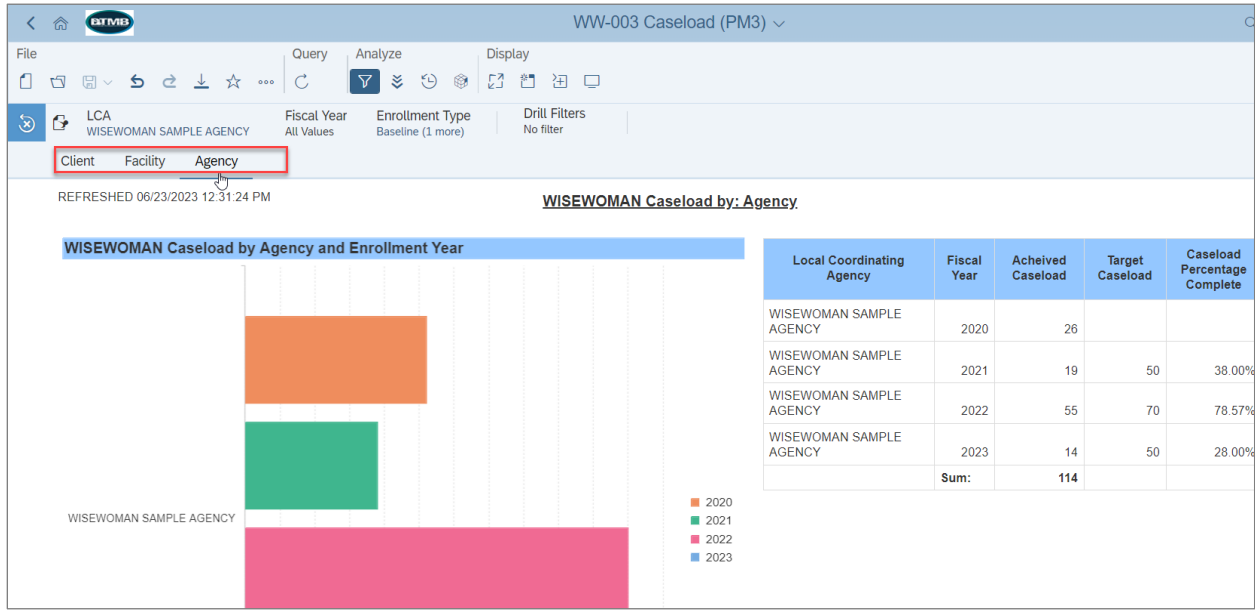 DTMB WW-003 Caseload (PM3)
File Query Analyze Display
LCA Fiscal Year Enrollment Type Drill Filters
WISEWOMAN SAMPLE AGENCY All Values Baseline (1 more) No filter
Client Facility Agency
REFRESHED 06/23/2023 12:31:24 PM
WISEWOMAN Caseload by: Agency
WISEWOMAN Caseload by Agency and Enrollment Year
WISEWOMAN SAMPLE AGENCY
2020
2021
2022
2023
Local Coordinating Agency Fiscal Year Acheived Caseload Target Caseload Caseload Percentage Complete
WISEWOMAN SAMPLE
AGENCY 2020 26
WISEWOMAN SAMPLE
AGENCY 2021 19 50 38.00%
WISEWOMAN SAMPLE
AGENCY 2022 55 70 78.57%
WISEWOMAN SAMPLE
AGENCY 2023 14 50 28.00%
Sum: 114